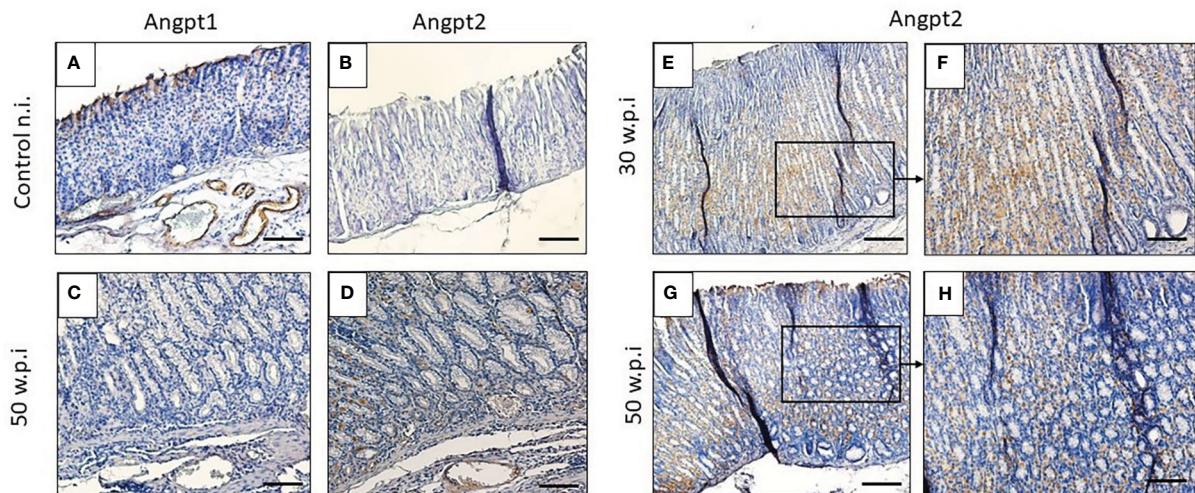 Angpt1 Angpt2 Angpt2
Control n.i.
A
B
30 w.p.i
E
F
50 w.p.i
C
D
50 w.p.i
G
H